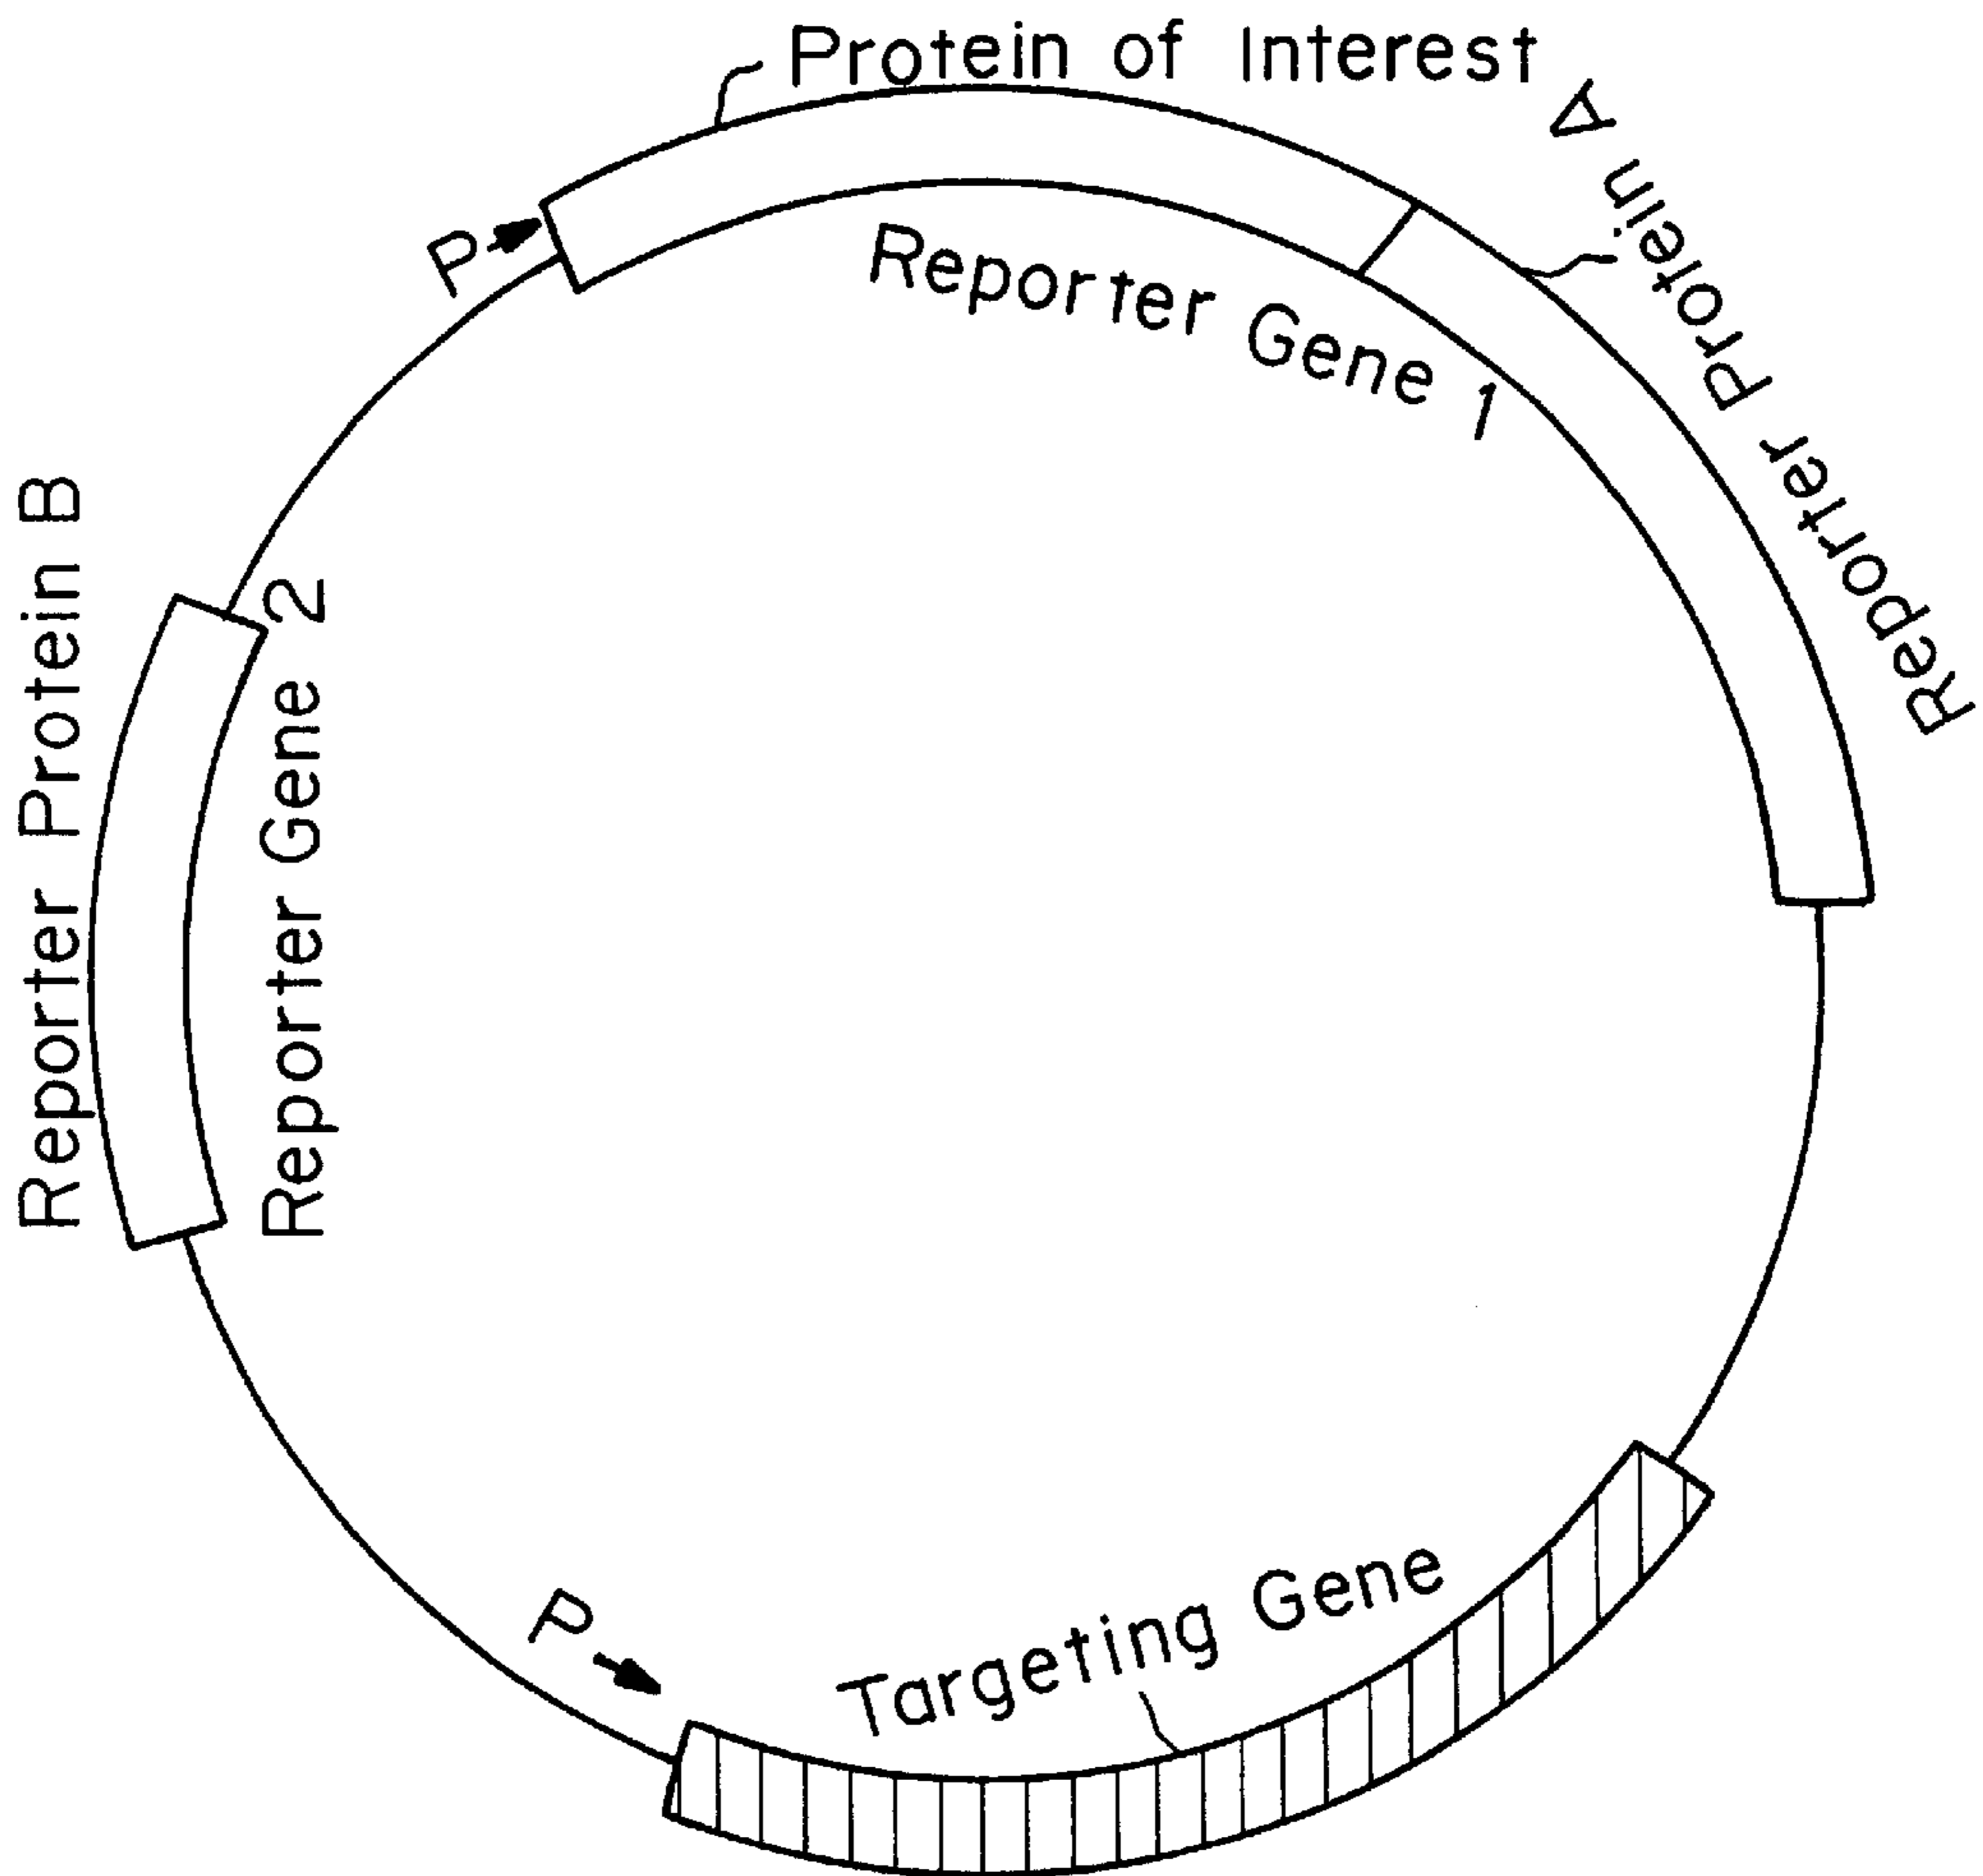 Protein of Interest
Reporter Protein A
P
Reporter Gene 1
Reporter Protein B
Reporter Gene 2
P
Targeting Gene